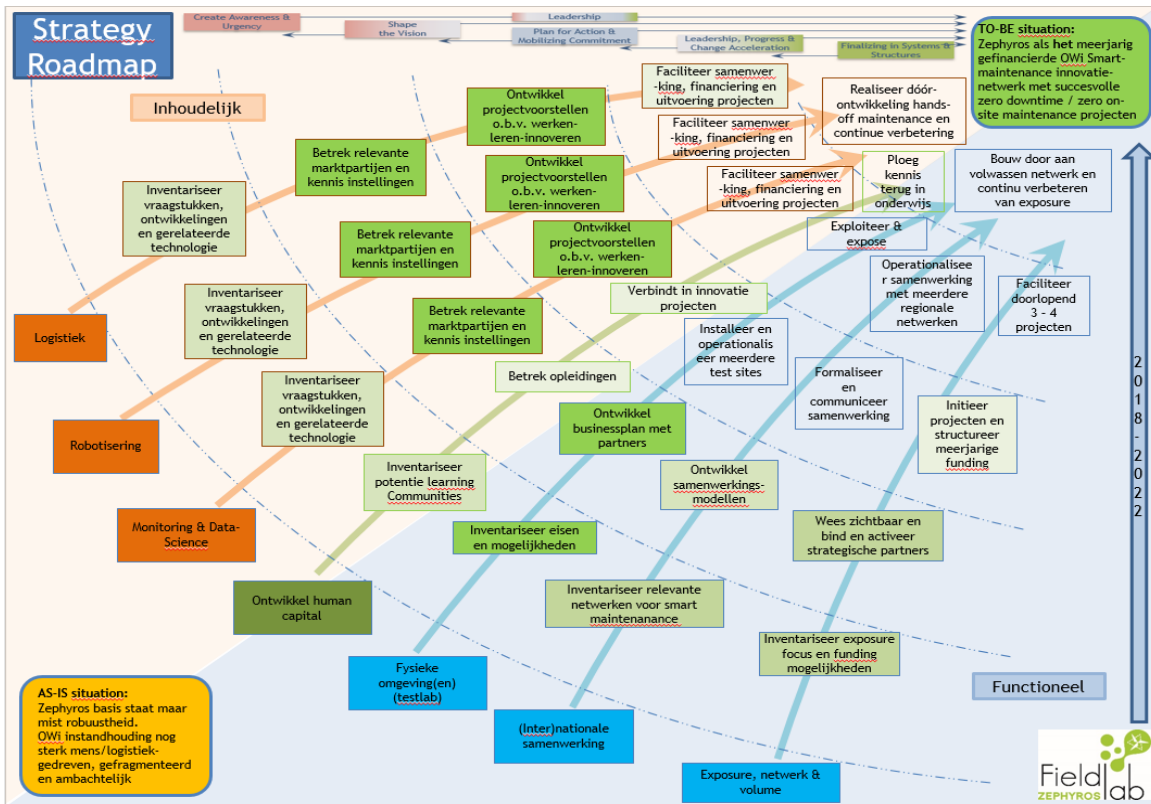 Strategy
Roadmap
Create Awareness &
Urgency
Shape
the Vision
Leadership
Plan for Action &
Mobilizing Commitment
Leadership, Progress &
Change Acceleration
Finalizing in Systems &
Structures
TO-BE situation:
Zephyros als het meerjarig
gefinancierde OWi Smart-
maintenance innovatie-
netwerk met succesvolle
zero downtime / zero on-
site maintenance projecten
Inhoudelijk
Faciliteer samenwer
-king, financiering en
uitvoering projecten
Realiseer dóór-
ontwikkeling hands-
off maintenance en
continue verbetering
Ontwikkel
projectvoorstellen
o.b.v. werken-
leren-innoveren
Faciliteer samenwer
-king, financiering en
uitvoering projecten
Betrek relevante
marktpartijen en
kennis instellingen
Ontwikkel
projectvoorstellen
o.b.v. werken-
leren-innoveren
Faciliteer samenwer
-king, financiering en
uitvoering projecten
Ploeg
kennis
terug in
onderwijs
Bouw door aan
volwassen netwerk en
continu verbeteren
van exposure
Inventariseer
vraagstukken,
ontwikkelingen
en gerelateerde
technologie
Betrek relevante
marktpartijen en
kennis instellingen
Ontwikkel
projectvoorstellen
o.b.v. werken-
leren-innoveren
Exploiteer &
expose
Inventariseer
vraagstukken,
ontwikkelingen
en gerelateerde
technologie
Betrek relevante
marktpartijen en
kennis instellingen
Verbindt in innovatie
projecten
Operationalisee
r samenwerking
met meerdere
regionale
netwerken
Faciliteer
doorlopend
3 - 4
projecten
Logistiek
Installeer en
operationalis
eer meerdere
test sites
Inventariseer
vraagstukken,
ontwikkelingen
en gerelateerde
technologie
Betrek opleidingen
Formaliseer
en
communiceer
samenwerking
2018-2022
Robotisering
Ontwikkel
businessplan met
partners
Initieer
projecten en
structureer
meerjarige
funding
Inventariseer
potentie learning
Communities
Ontwikkel
samenwerkings-
modellen
Monitoring & Data-
Science
Inventariseer eisen
en mogelijkheden
Wees zichtbaar en
bind en activeer
strategische partners
Ontwikkel human
capital
Inventariseer relevante
netwerken voor smart
maintenanance
Inventariseer exposure
focus en funding
mogelijkheden
Fysieke
omgeving(en)
(testlab)
Functioneel
AS-IS situation:
Zephyros basis staat maar
mist robuustheid.
OWi instandhouding nog
sterk mens/logistiek-
gedreven, gefragmenteerd
en ambachtelijk
(Inter)nationale
samenwerking
Exposure, netwerk &
volume
Field lab
ZEPHYROS